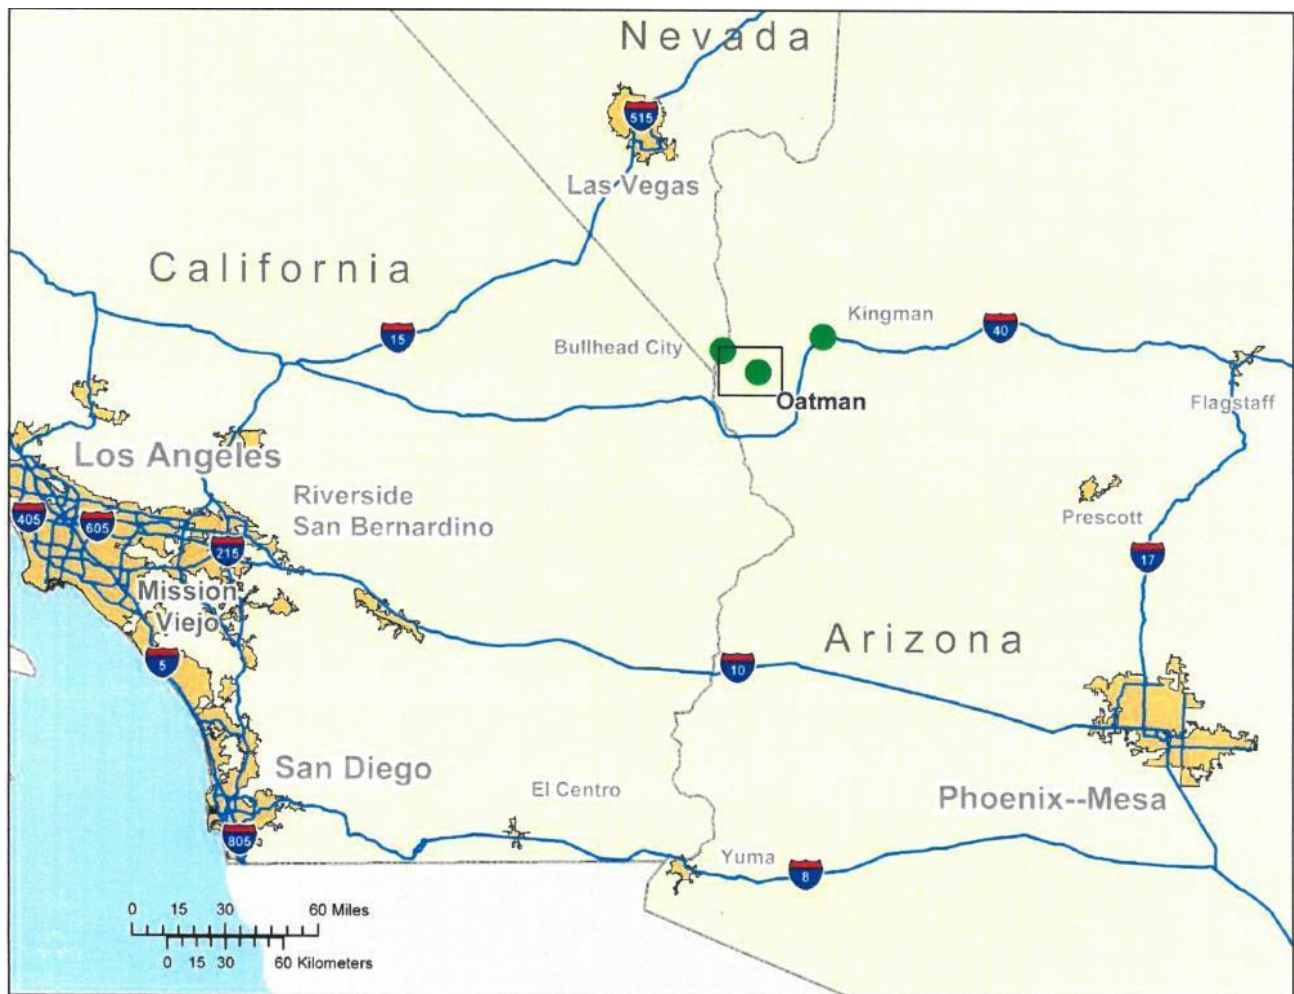 Nevada
515
Las Vegas
California
15
Kingman
40
Bullhead City
Oatman
Flagstaff
Los Angeles
Riverside
San Bernardino
405
605
215
Prescott
17
Mission
Viejo
Arizona
5
10
San Diego
El Centro
Phoenix--Mesa
805
Yuma
8
0 15 30 60 Miles
0 15 30 60 Kilometers